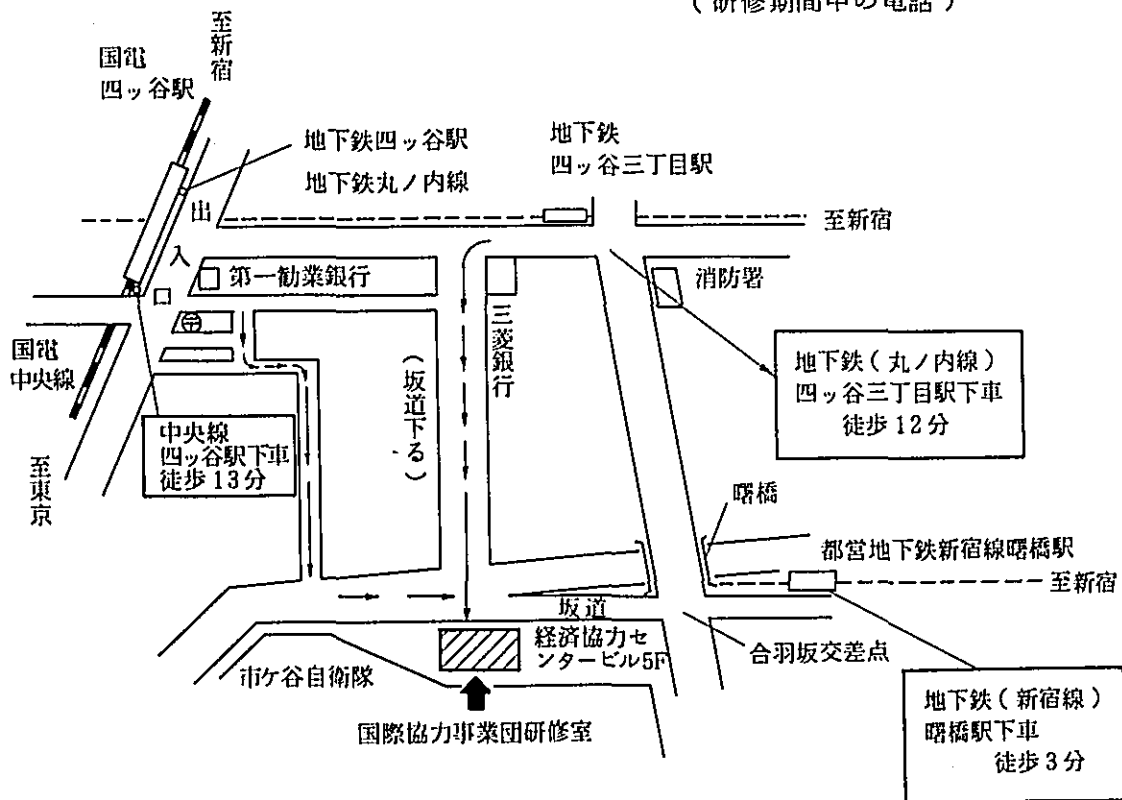 (研修期間中の電話)
至新宿
国電
四ッ谷駅
地下鉄四ッ谷駅
地下鉄丸ノ内線
地下鉄
四ッ谷三丁目駅
至新宿
出
入
口
第一勧業銀行
消防署
三菱銀行
(坂道下る)
国電
中央線
至東京
中央線
四ッ谷駅下車
徒歩13分
地下鉄(丸ノ内線)
四ッ谷三丁目駅下車
徒歩12分
曙橋
都営地下鉄新宿線曙橋駅
至新宿
坂道
経済協力セ
ンタービル5F
合羽坂交差点
市ケ谷自衛隊
国際協力事業団研修室
地下鉄(新宿線)
曙橋駅下車
徒歩3分